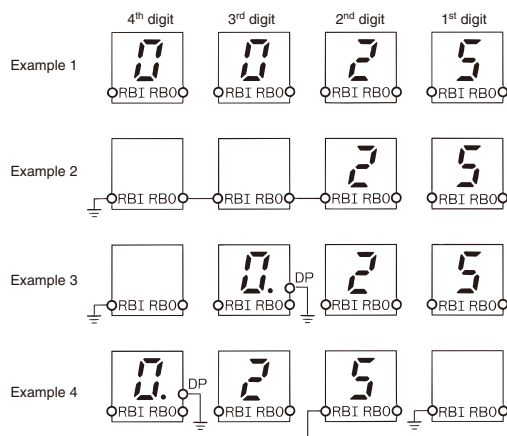 4th digit 3rd digit 2nd digit 1st digit
Example 1
0 0 2 5
RBI RBO RBI RBO RBI RBO RBI RBO
Example 2
2 5
RBI RBO RBI RBO RBI RBO RBI RBO
Example 3
0. 2 5
DP
RBI RBO RBI RBO RBI RBO RBI RBO
Example 4
0. 2 5
DP
RBI RBO RBI RBO RBI RBO RBI RBO